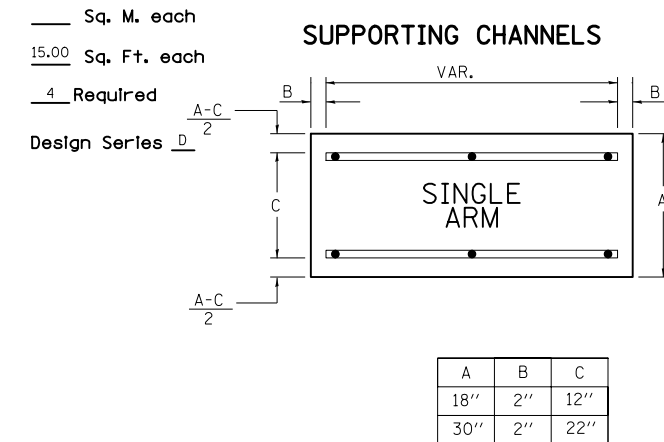 Sq. M. each
15.00 Sq. Ft. each
4 Required
Design Series D
SUPPORTING CHANNELS
VAR.
B
B
A-C
2
C
A
SINGLE
ARM
A-C
2
A B C
18'' 2'' 12''
30'' 2'' 22''